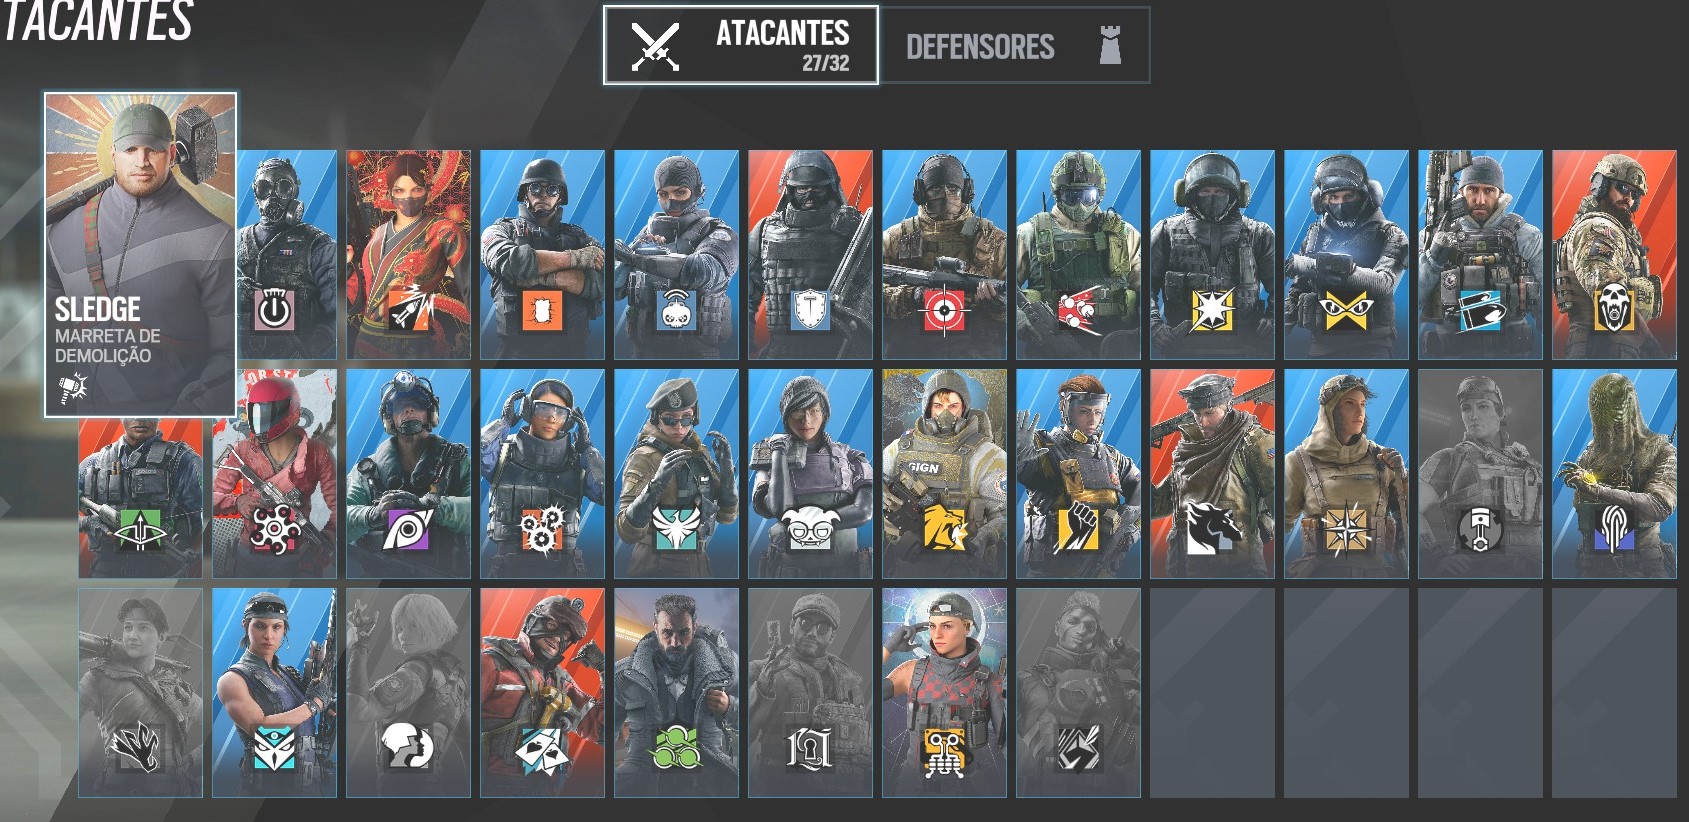 TACANTES
ATACANTES
27/32
DEFENSORES
SLEDGE
MARRETA DE
DEMOLIÇÃO
GIGN